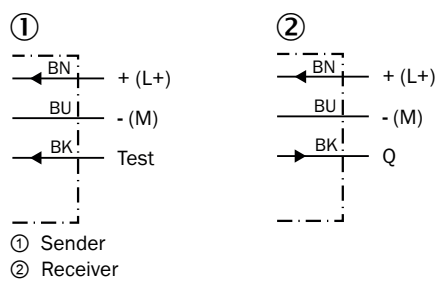 ① ②
BN + (L+) BN + (L+)
BU - (M) BU - (M)
BK Test BK Q
① Sender
② Receiver